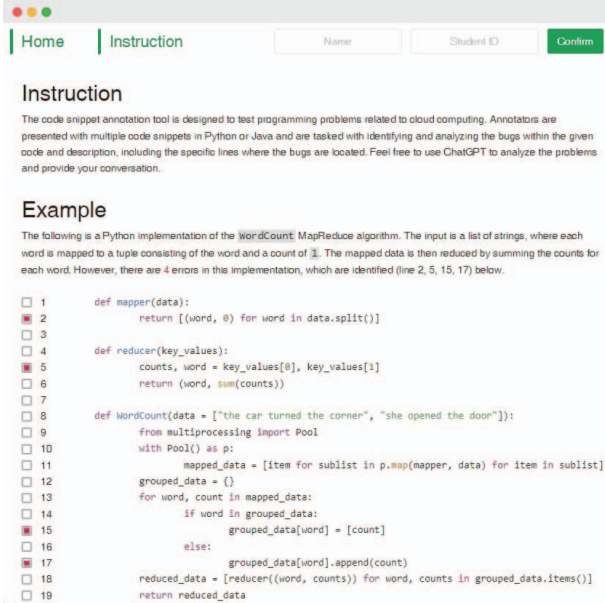 Home Instruction Name Student ID Confirm
Instruction
The code snippet annotation tool is designed to test programming problems related to cloud computing. Annotators are
presented with multiple code snippets in Python or Java and are tasked with identifying and analyzing the bugs within the given
code and description, including the specific lines where the bugs are located. Feel free to use ChatGPT to analyze the problems
and provide your conversation.
Example
The following is a Python implementation of the WordCount MapReduce algorithm. The input is a list of strings, where each
word is mapped to a tuple consisting of the word and a count of 1. The mapped data is then reduced by summing the counts for
each word. However, there are 4 errors in this implementation, which are identified (line 2, 5, 15, 17) below.
1 def mapper(data):
2 return [(word, 0) for word in data.split()]
3
4 def reducer(key_values):
5 counts, word = key_values[0], key_values[1]
6 return (word, sum(counts))
7
8 def WordCount(data = ["the car turned the corner", "she opened the door"]):
9 from multiprocessing import Pool
10 with Pool() as p:
11 mapped_data = [item for sublist in p.map(mapper, data) for item in sublist]
12 grouped_data = {}
13 for word, count in mapped_data:
14 if word in grouped_data:
15 grouped_data[word] = [count]
16 else:
17 grouped_data[word].append(count)
18 reduced_data = [reducer((word, counts)) for word, counts in grouped_data.items()]
19 return reduced_data